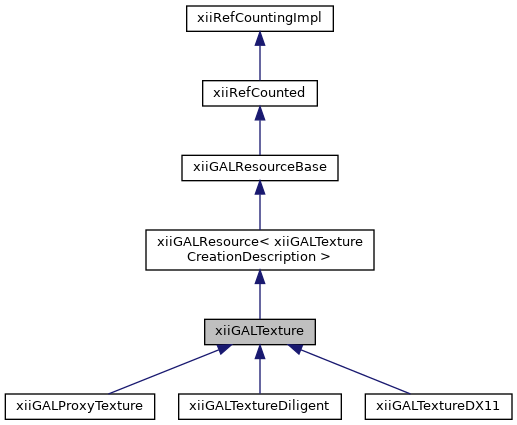 xiiRefCountingImpl
xiiRefCounted
xiiGALResourceBase
xiiGALResource< xiiGALTexture
CreationDescription >
xiiGALTexture
xiiGALProxyTexture
xiiGALTextureDiligent
xiiGALTextureDX11